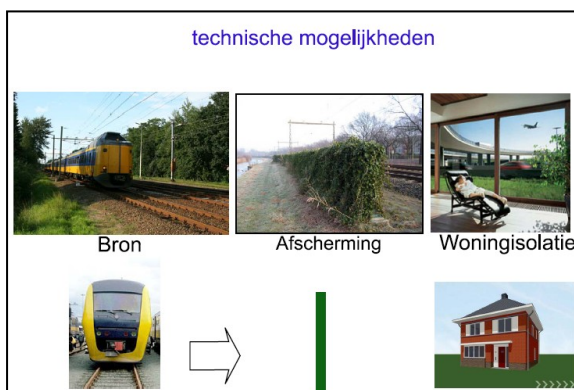 technische mogelijkheden
Bron
Afscherming
Woningisolatie